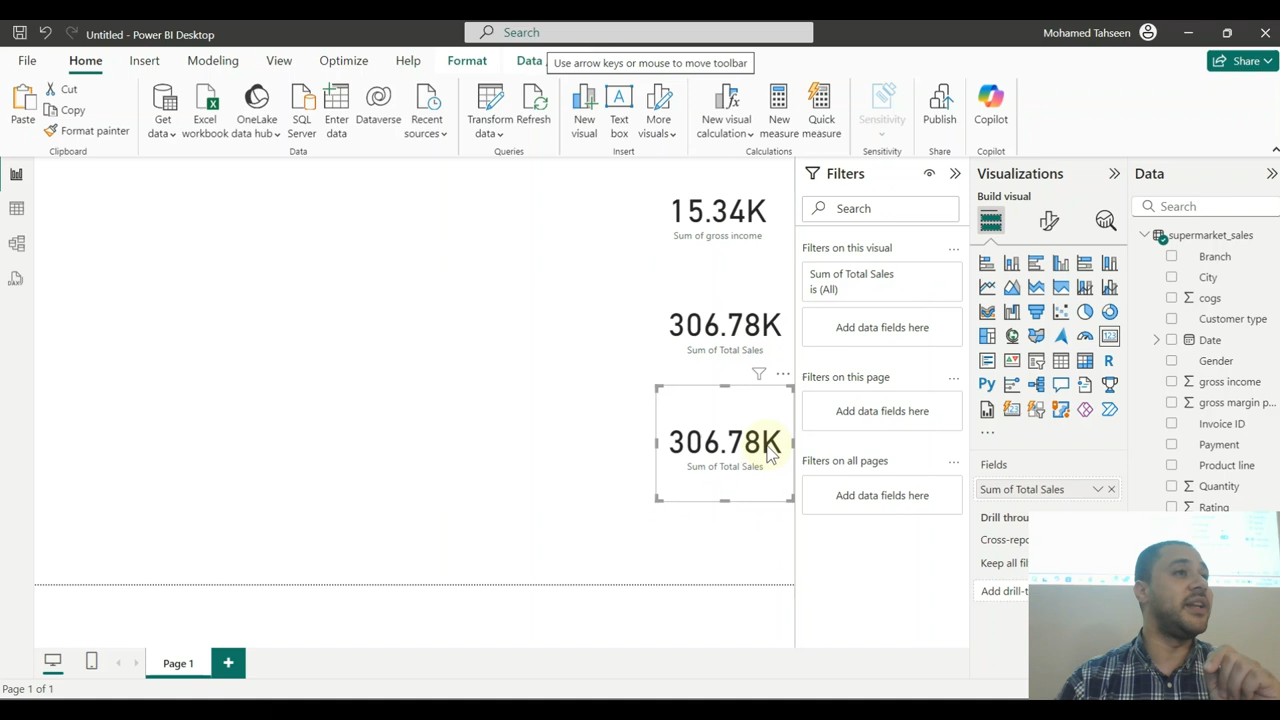 Untitled - Power BI Desktop
Search
Mohamed Tahseen
File
Home
Insert
Modeling
View
Optimize
Help
Format
Data
Use arrow keys or mouse to move toolbar
Share
Paste
Cut
Copy
Format painter
Get data
Excel workbook
OneLake data hub
SQL Server
Enter data
Dataverse
Recent sources
Transform data
Refresh
New visual
Text box
More visuals
New visual calculation
New measure
Quick measure
Sensitivity
Publish
Copilot
Clipboard
Data
Queries
Insert
Calculations
Sensitivity
Share
Copilot
15.34K
Sum of gross income
306.78K
Sum of Total Sales
306.78K
Sum of Total Sales
Filters
Search
Filters on this visual
Sum of Total Sales
is (All)
Add data fields here
Filters on this page
Add data fields here
Filters on all pages
Add data fields here
Visualizations
Build visual
R
Py
123
Fields
Sum of Total Sales
Drill throu
Cross-repo
Keep all fil
Add drill-t
Data
Search
supermarket_sales
Branch
City
cogs
Customer type
Date
Gender
gross income
gross margin p...
Invoice ID
Payment
Product line
Quantity
Rating
Page 1
Page 1 of 1